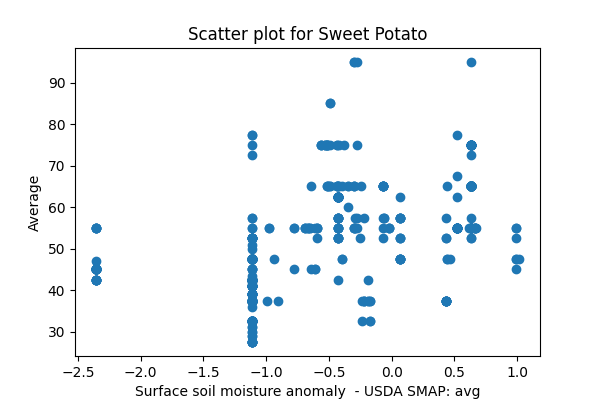 Scatter plot for Sweet Potato
Average
90
80
70
60
50
40
30
−2.5 −2.0 −1.5 −1.0 −0.5 0.0 0.5 1.0
Surface soil moisture anomaly  - USDA SMAP: avg